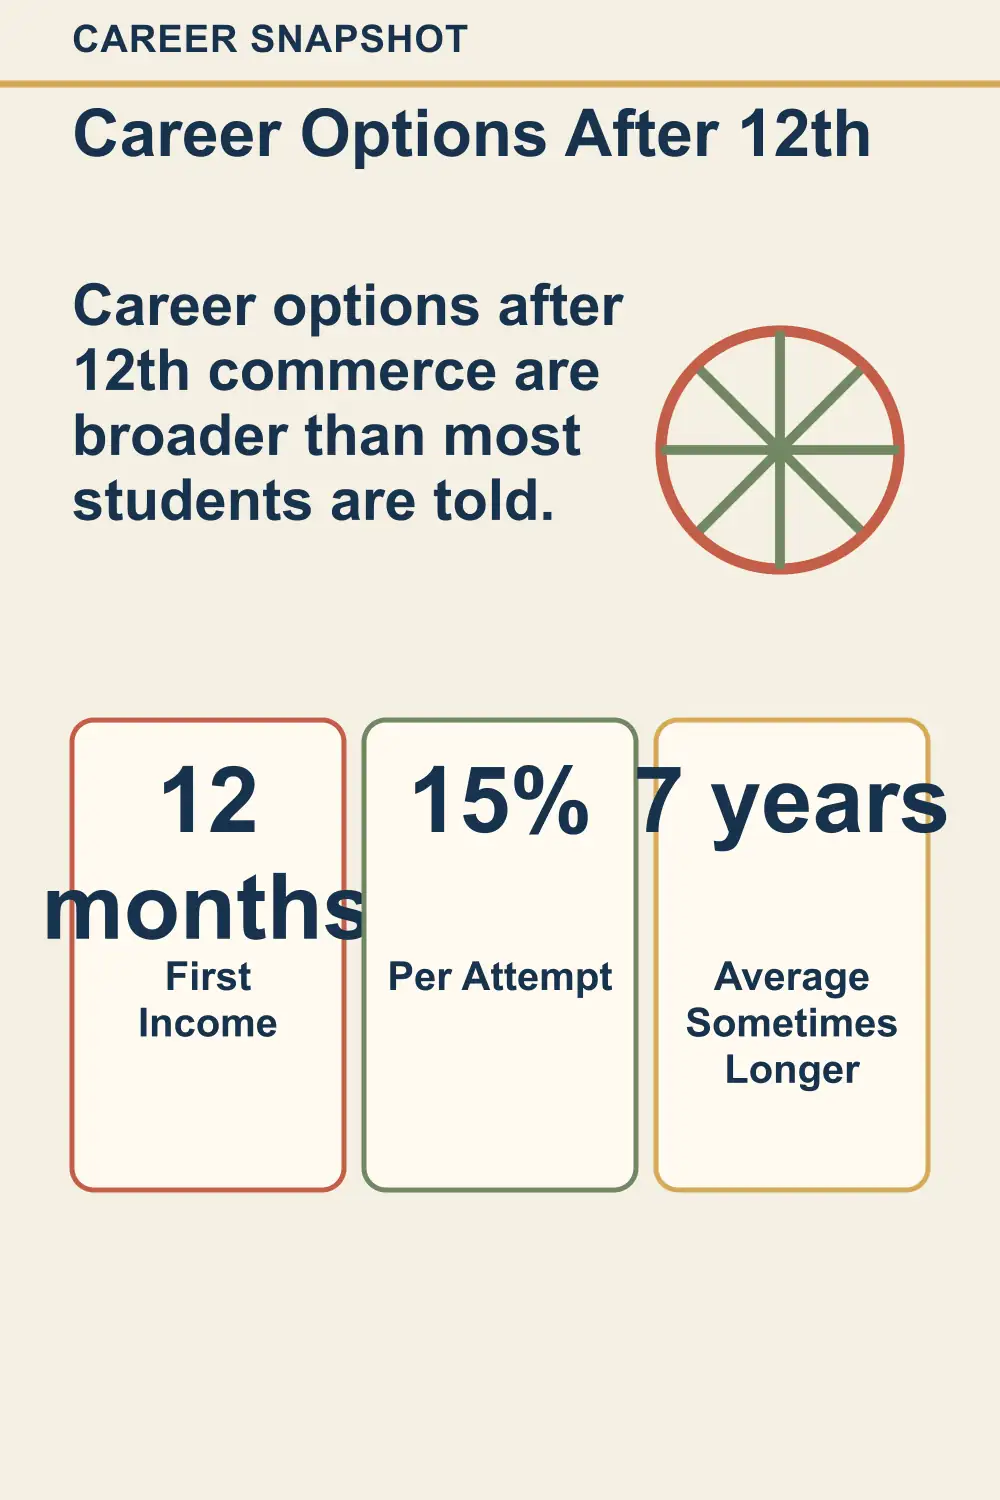 CAREER SNAPSHOT
Career Options After 12th
Career options after
12th commerce are
broader than most
students are told.
12
months
First
Income
15%
Per Attempt
7 years
Average
Sometimes
Longer